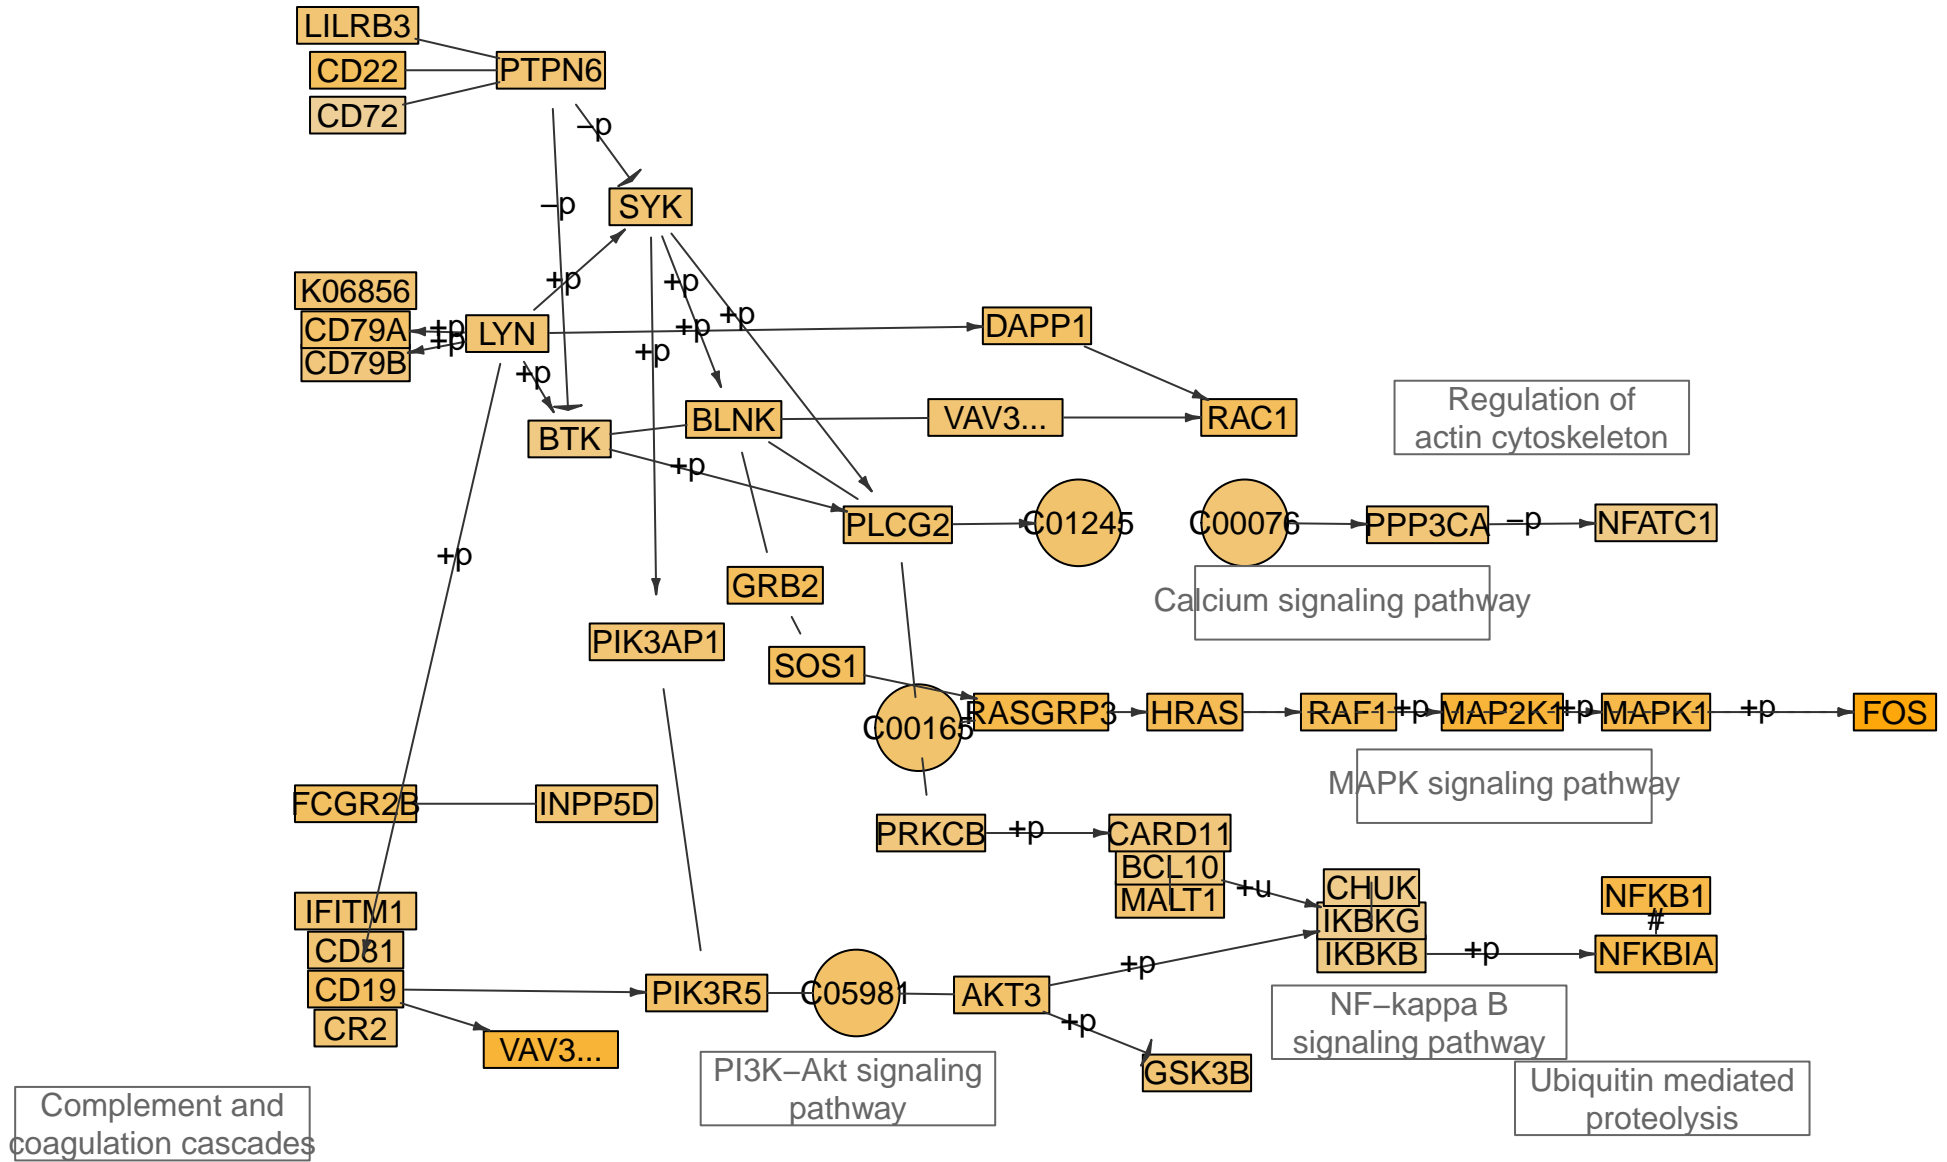 LILRB3
CD22
PTPN6
CD72
–p
–p
SYK
+p
+p
K06856
CD79A
+p
LYN
+p
+p
DAPP1
CD79B
+p
+p
+p
BTK
BLNK
VAV3...
RAC1
Regulation of
actin cytoskeleton
+p
PLCG2
C01245
C00076
PPP3CA
–p
NFATC1
+p
GRB2
Calcium signaling pathway
PIK3AP1
SOS1
C00165
RASGRP3
HRAS
RAF1
+p
MAP2K1
+p
MAPK1
+p
FOS
MAPK signaling pathway
FCGR2B
INPP5D
PRKCB
+p
CARD11
BCL10
MALT1
+u
CHUK
IKBKG
IKBKB
+p
NFKB1
#
NFKBIA
IFITM1
CD81
CD19
CR2
VAV3...
PIK3R5
C05981
AKT3
+p
+p
GSK3B
NF–kappa B
signaling pathway
PI3K–Akt signaling
pathway
Ubiquitin mediated
proteolysis
Complement and
coagulation cascades